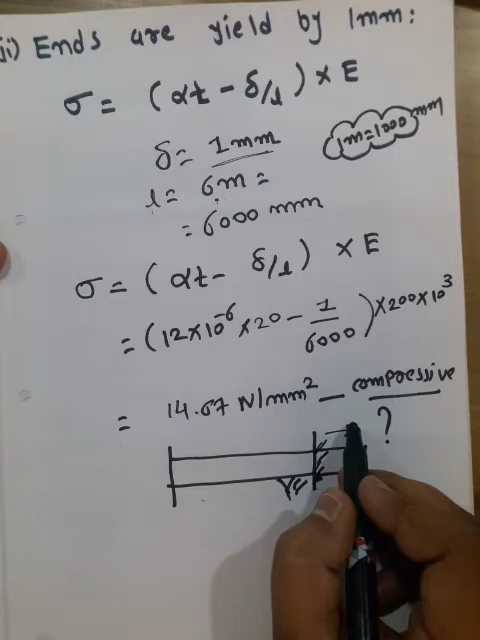 ii) Ends are yield by 1mm:
σ = (αt - δ/l) × E
δ = 1mm
1m=1000 mm
l = 6m =
= 6000 mm
σ = (αt - δ/l) × E
= (12×10⁻⁶ ×20 - 1/6000) ×200×10³
= 14.67 N/mm² — compressive
?